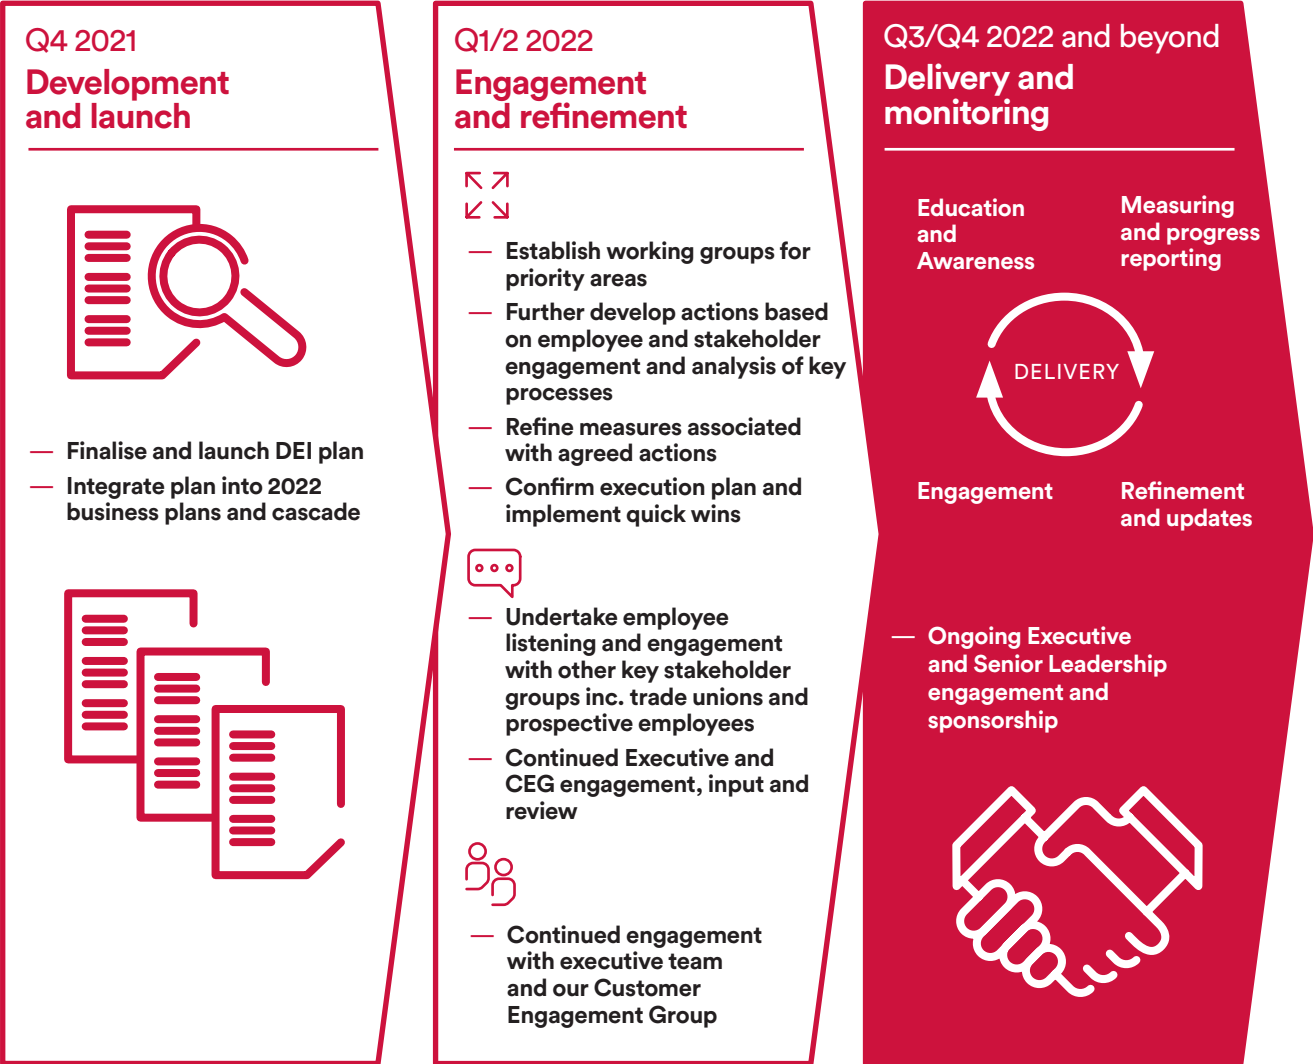 Q4 2021
Development
and launch
— Finalise and launch DEI plan
— Integrate plan into 2022
business plans and cascade
Q1/2 2022
Engagement
and refinement
— Establish working groups for
priority areas
— Further develop actions based
on employee and stakeholder
engagement and analysis of key
processes
— Refine measures associated
with agreed actions
— Confirm execution plan and
implement quick wins
— Undertake employee
listening and engagement
with other key stakeholder
groups inc. trade unions and
prospective employees
— Continued Executive and
CEG engagement, input and
review
— Continued engagement
with executive team
and our Customer
Engagement Group
Q3/Q4 2022 and beyond
Delivery and
monitoring
Education
and
Awareness
Measuring
and progress
reporting
DELIVERY
Engagement
Refinement
and updates
— Ongoing Executive
and Senior Leadership
engagement and
sponsorship